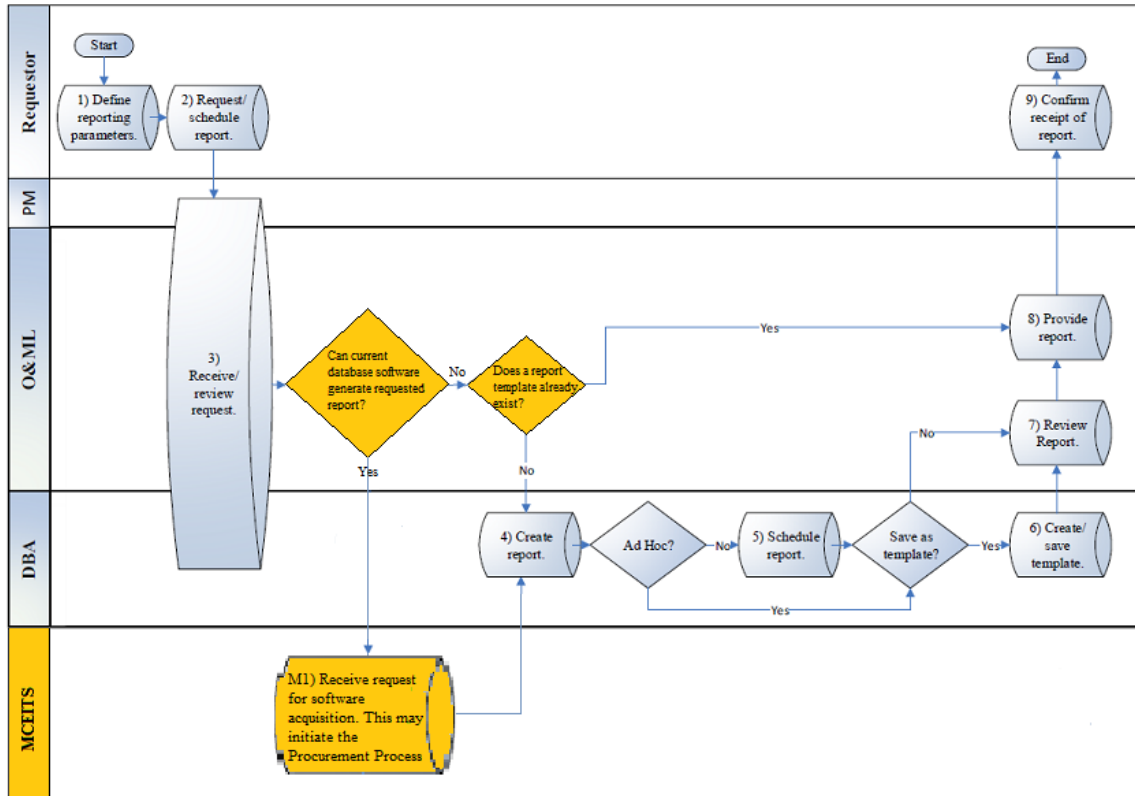 Requestor
Start
1) Define
reporting
parameters.
2) Request/
schedule
report.
End
9) Confirm
receipt of
report.
PM
O&ML
3)
Receive/
review
request.
Can current
database software
generate requested
report?
No
Yes
Does a report
template already
exist?
Yes
No
8) Provide
report.
7) Review
Report.
No
DBA
4) Create
report.
Ad Hoc?
No
Yes
5) Schedule
report.
Save as
template?
Yes
6) Create/
save
template.
MCEITS
M1) Receive request
for software
acquisition. This may
initiate the
Procurement Process